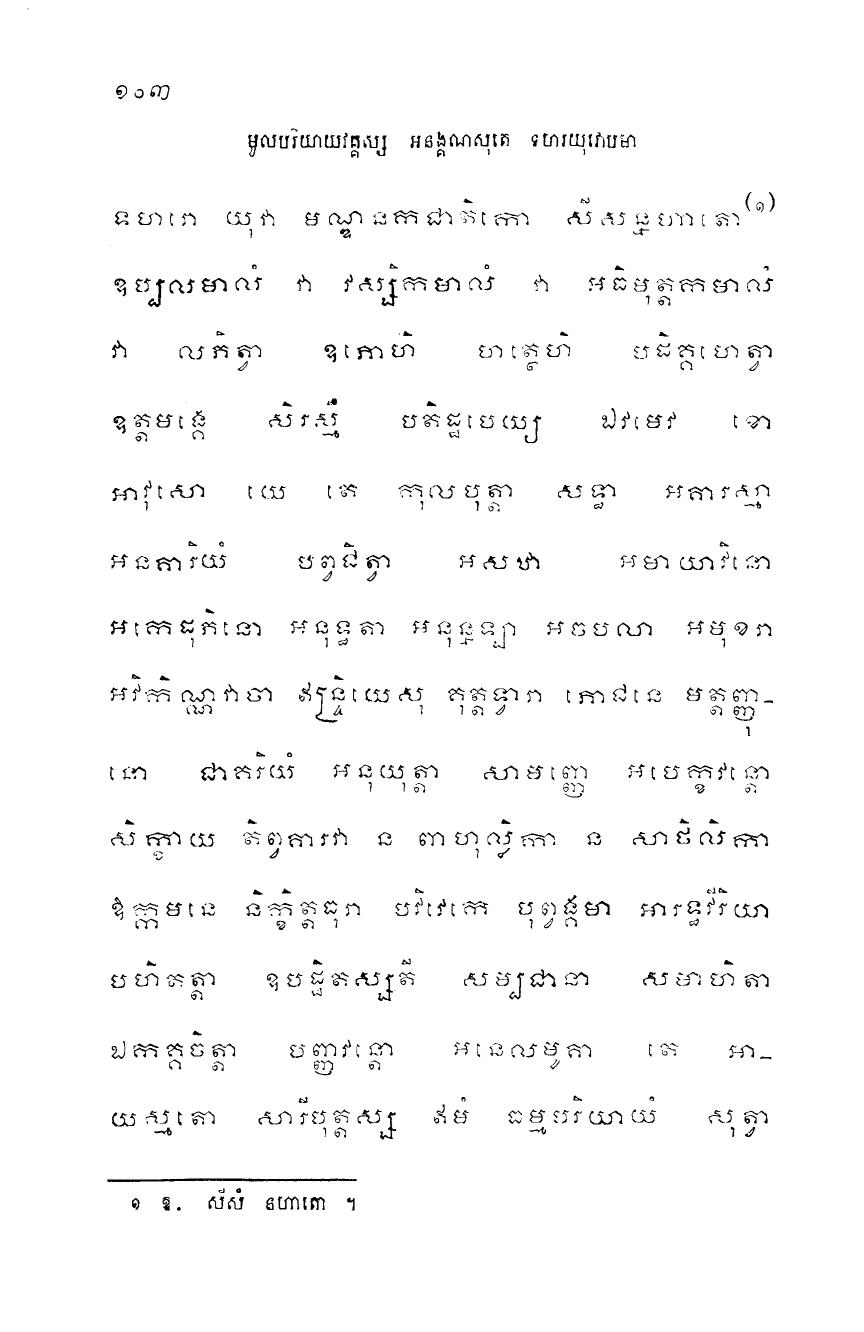 ១០៣
មូលបរិយាយវគ្គស្ស អនង្គណសុតេ ទហរយុវោបមា
ទហរោ យុវា មណ្ឌនកជាតិកោ សីសន្ហហាតោ(១)
ឧប្បលមាលំ វា វស្សិកមាលំ វា អធិមុត្តកមាលំ
វា លភិត្វា ឧភោហិ ហត្ថេហិ បដិគ្គហេត្វា
ឧត្តមង្គេ សិរស្មឹ បតិដ្ឋបេយ្យ ឯវមេវ ខោ
អាវុសោ យេ តេ កុលបុត្តា សទ្ធា អគារស្មា
អនគារិយំ បព្វជិត្វា អសឋា អមាយាវិនោ
អកេដុភិនោ អនុទ្ធតា អនុន្នឡា អចបលា អមុខរា
អវិកិណ្ណវាចា ឥន្ទ្រិយេសុ គុត្តទ្វារា ភោជនេ មត្តញ្ញុ-
នោ ជាគរិយំ អនុយុត្តា សាមញ្ញេ អបេក្ខវន្តោ
សិក្ខាយ តិព្វគារវា ន ពាហុល្លិកា ន សាថិលិកា
ឱក្កមនេ និក្ខិត្តធុរា បវិវេកេ បុព្វង្គមា អារទ្ធវីរិយា
បហិតត្តា ឧបដ្ឋិតស្សតី សម្បជានា សមាហិតា
ឯកគ្គចិត្តា បញ្ញវន្តោ អនេលមូគា តេ អា-
យស្មតោ សារីបុត្តស្ស ឥមំ ធម្មបរិយាយំ សុត្វា
១ ឱ. សីសំ នហាតោ ។